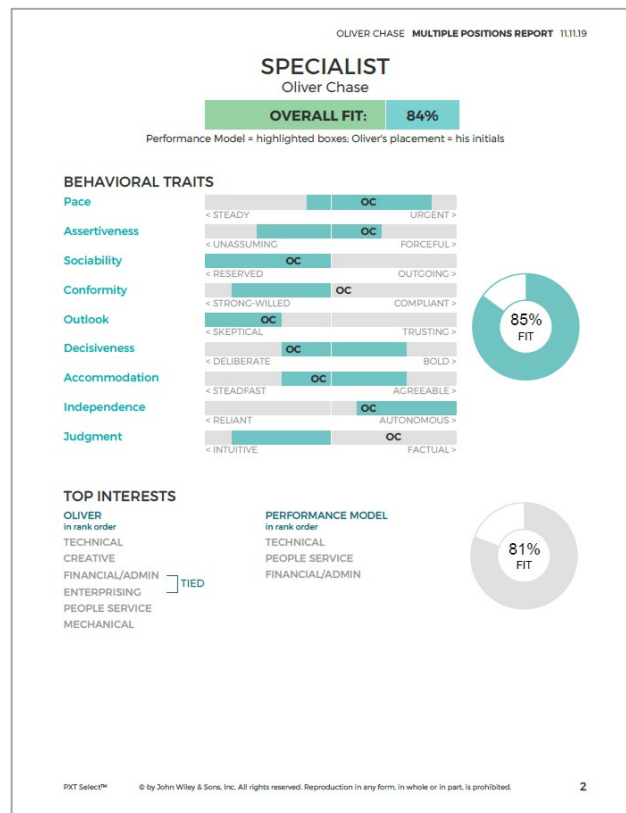 OLIVER CHASE MULTIPLE POSITIONS REPORT 11.11.19
SPECIALIST
Oliver Chase
OVERALL FIT: 84%
Performance Model = highlighted boxes; Oliver's placement = his initials
BEHAVIORAL TRAITS
Pace
OC
< STEADY URGENT >
Assertiveness
OC
< UNASSUMING FORCEFUL >
Sociability
OC
< RESERVED OUTGOING >
Conformity
OC
< STRONG-WILLED COMPLIANT >
Outlook
OC
< SKEPTICAL TRUSTING >
Decisiveness
OC
< DELIBERATE BOLD >
Accommodation
OC
< STEADFAST AGREEABLE >
Independence
OC
< RELIANT AUTONOMOUS >
Judgment
OC
< INTUITIVE FACTUAL >
85%
FIT
TOP INTERESTS
OLIVER
in rank order
TECHNICAL
CREATIVE
FINANCIAL/ADMIN
ENTERPRISING
TIED
PEOPLE SERVICE
MECHANICAL
PERFORMANCE MODEL
in rank order
TECHNICAL
PEOPLE SERVICE
FINANCIAL/ADMIN
81%
FIT
PXT Select™ © by John Wiley & Sons, Inc. All rights reserved. Reproduction in any form, in whole or in part, is prohibited. 2